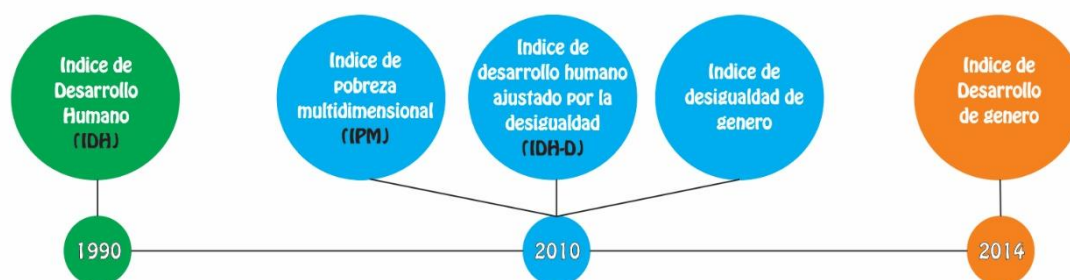 Indice de
Desarrollo
Humano
(IDH)
Indice de
pobreza
multidimensional
(IPM)
Indice de
desarrollo humano
ajustado por la
desigualdad
(IDH-D)
Indice de
desigualdad de
genero
Indice de
Desarrollo
de genero
1990
2010
2014